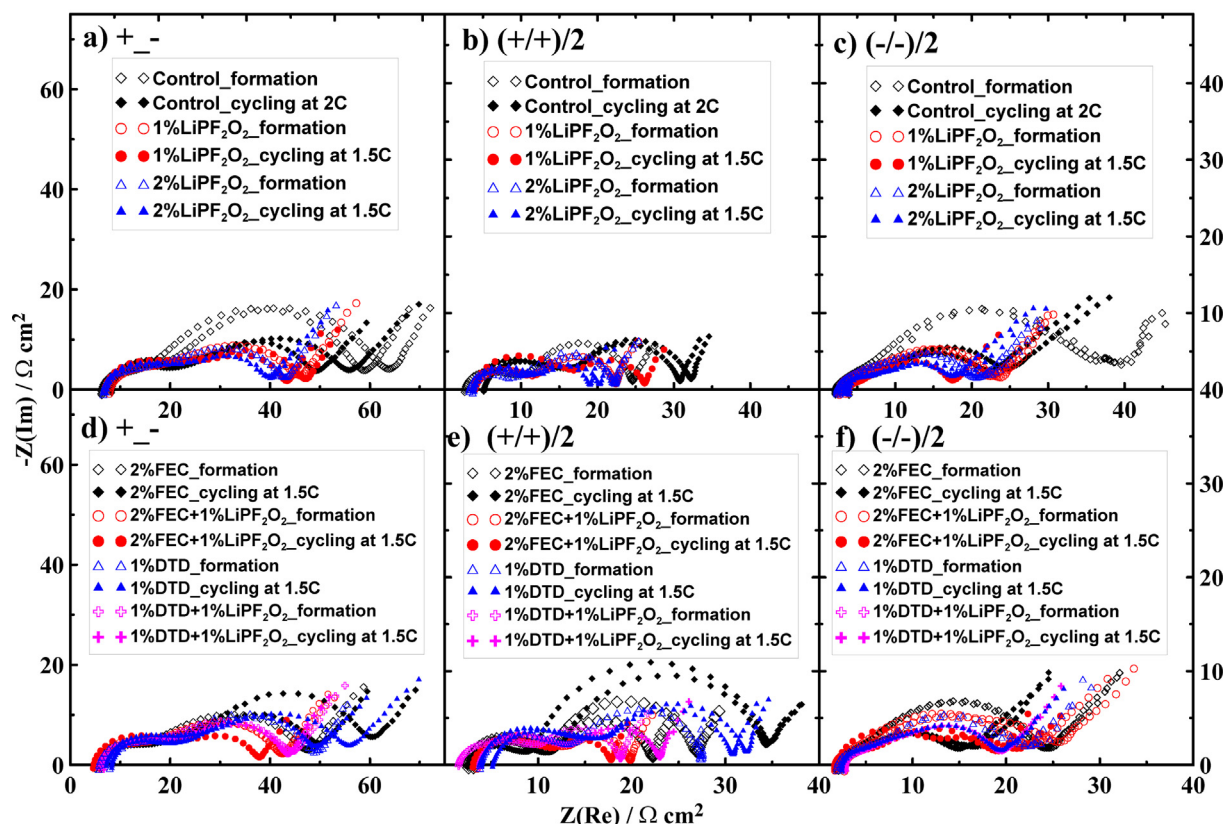 a) +_-
Control_formation
Control_cycling at 2C
1%LiPF₂O₂_formation
1%LiPF₂O₂_cycling at 1.5C
2%LiPF₂O₂_formation
2%LiPF₂O₂_cycling at 1.5C
b) (+/+)/2
Control_formation
Control_cycling at 2C
1%LiPF₂O₂_formation
1%LiPF₂O₂_cycling at 1.5C
2%LiPF₂O₂_formation
2%LiPF₂O₂_cycling at 1.5C
c) (-/-)/2
Control_formation
Control_cycling at 2C
1%LiPF₂O₂_formation
1%LiPF₂O₂_cycling at 1.5C
2%LiPF₂O₂_formation
2%LiPF₂O₂_cycling at 1.5C
60
40
20
0
20 40 60
10 20 30
10 20 30 40
40
30
20
10
0
-Z(Im) / Ω cm²
d) +_-
2%FEC_formation
2%FEC_cycling at 1.5C
2%FEC+1%LiPF₂O₂_formation
2%FEC+1%LiPF₂O₂_cycling at 1.5C
1%DTD_formation
1%DTD_cycling at 1.5C
1%DTD+1%LiPF₂O₂_formation
1%DTD+1%LiPF₂O₂_cycling at 1.5C
e) (+/+)/2
2%FEC_formation
2%FEC_cycling at 1.5C
2%FEC+1%LiPF₂O₂_formation
2%FEC+1%LiPF₂O₂_cycling at 1.5C
1%DTD_formation
1%DTD_cycling at 1.5C
1%DTD+1%LiPF₂O₂_formation
1%DTD+1%LiPF₂O₂_cycling at 1.5C
f) (-/-)/2
2%FEC_formation
2%FEC_cycling at 1.5C
2%FEC+1%LiPF₂O₂_formation
2%FEC+1%LiPF₂O₂_cycling at 1.5C
1%DTD_formation
1%DTD_cycling at 1.5C
1%DTD+1%LiPF₂O₂_formation
1%DTD+1%LiPF₂O₂_cycling at 1.5C
60
40
20
0
30
20
10
0
20 40 60
10 20 30 40
10 20 30 40
Z(Re) / Ω cm²